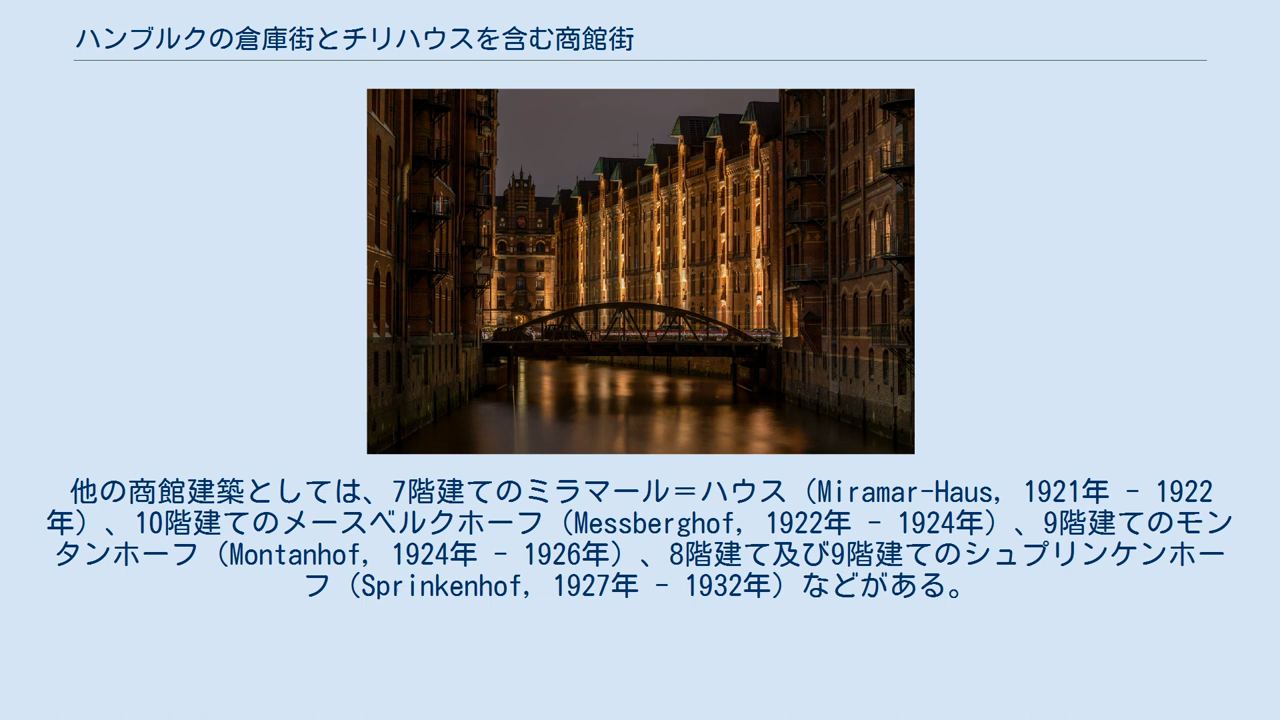 ハンブルクの倉庫街とチリハウスを含む商館街
他の商館建築としては、7階建てのミラマール＝ハウス（Miramar-Haus, 1921年 - 1922
年）、10階建てのメースベルクホーフ（Messberghof, 1922年 - 1924年）、9階建てのモン
タンホーフ（Montanhof, 1924年 - 1926年）、8階建て及び9階建てのシュプリンケンホー
フ（Sprinkenhof, 1927年 - 1932年）などがある。